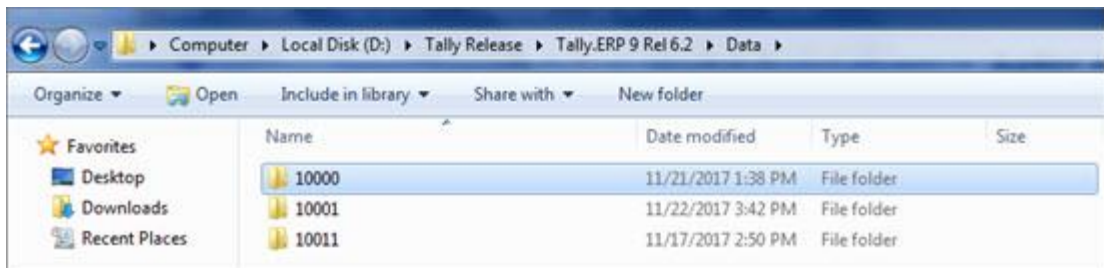 Computer ▸ Local Disk (D:) ▸ Tally Release ▸ Tally.ERP 9 Rel 6.2 ▸ Data ▸
Organize ▾ Open Include in library ▾ Share with ▾ New folder
Favorites
Desktop
Downloads
Recent Places
Name Date modified Type Size
10000 11/21/2017 1:38 PM File folder
10001 11/22/2017 3:42 PM File folder
10011 11/17/2017 2:50 PM File folder